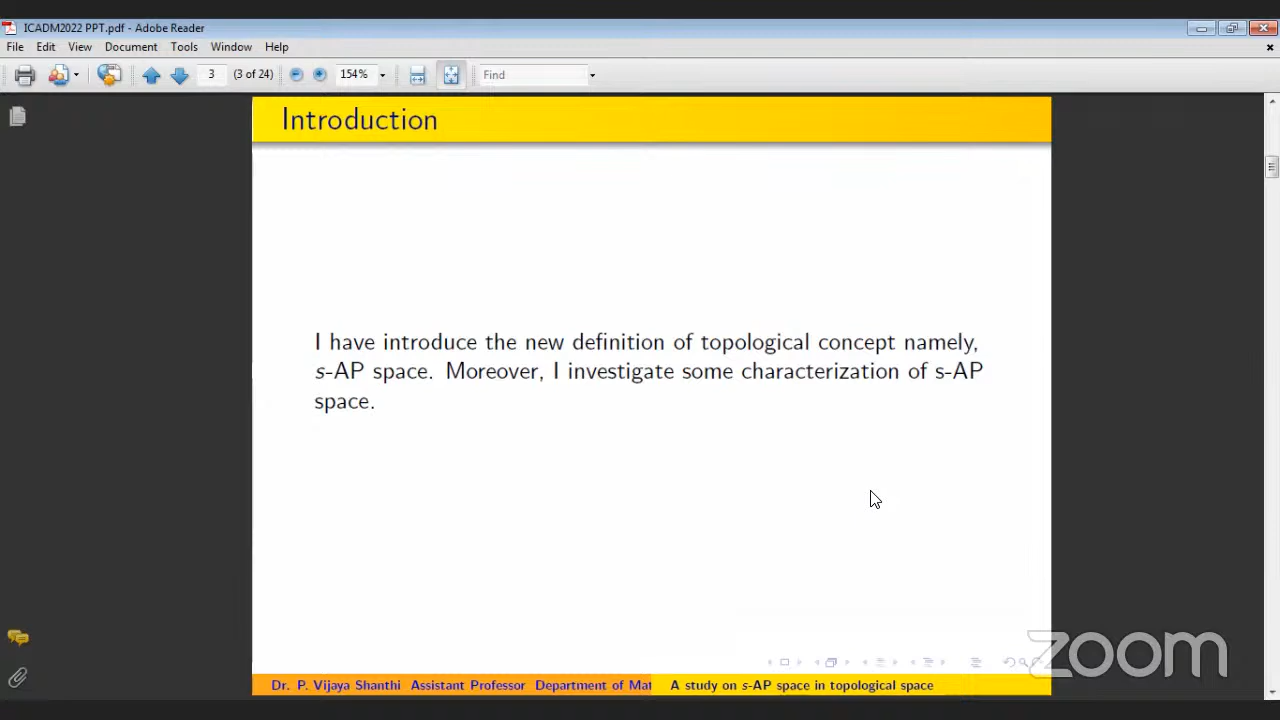 ICADM2022 PPT.pdf - Adobe Reader
File Edit View Document Tools Window Help
3 (3 of 24) 154% Find
Introduction
I have introduce the new definition of topological concept namely,
s-AP space. Moreover, I investigate some characterization of s-AP
space.
zoom
Dr. P. Vijaya Shanthi Assistant Professor Department of Mat A study on s-AP space in topological space